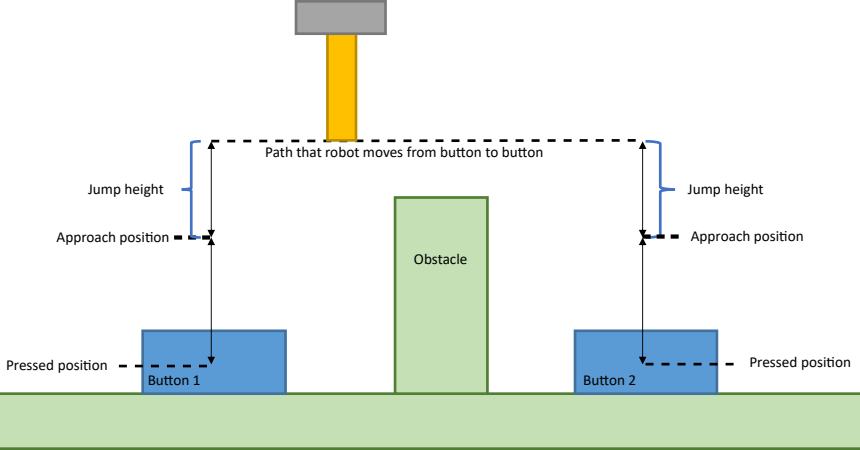 Path that robot moves from button to button
Jump height
Jump height
Approach position
Approach position
Obstacle
Pressed position
Pressed position
Button 1
Button 2